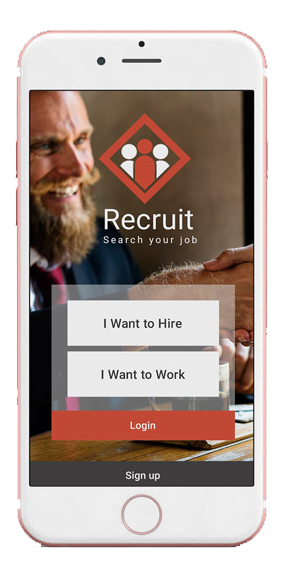 Recruit
Search your job
I Want to Hire
I Want to Work
Login
Sign up